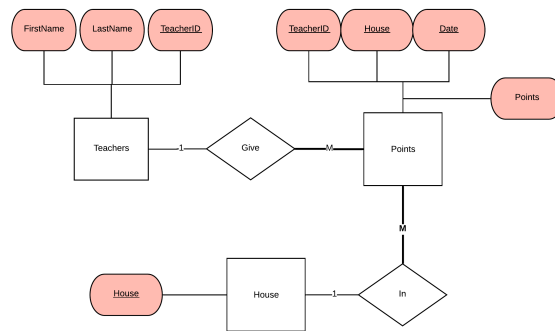 FirstName
LastName
TeacherID
TeacherID
House
Date
Points
Teachers
1
Give
M
Points
M
House
House
1
In